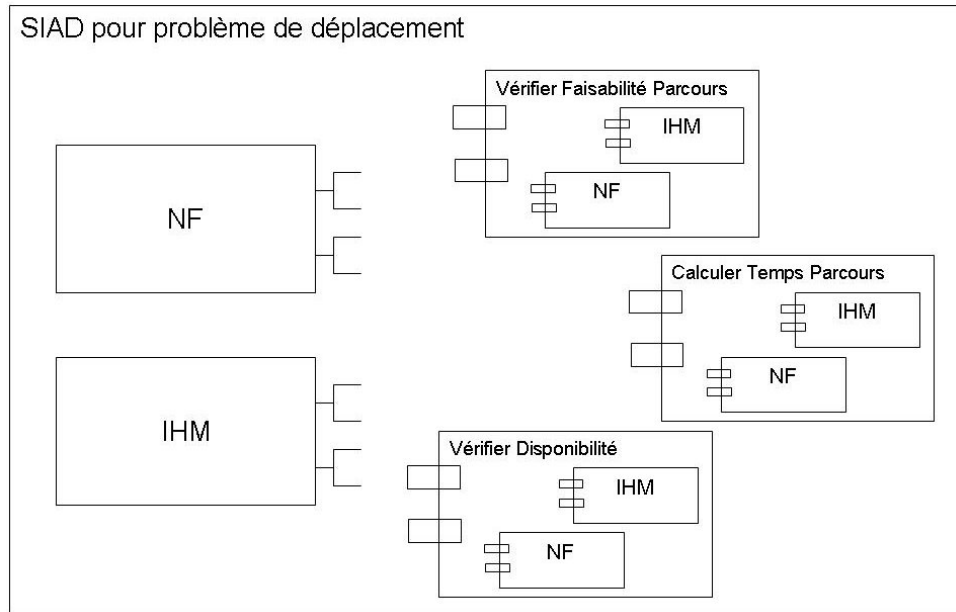 SIAD pour problème de déplacement
Vérifier Faisabilité Parcours
IHM
NF
NF
Calculer Temps Parcours
IHM
NF
IHM
Vérifier Disponibilité
IHM
NF